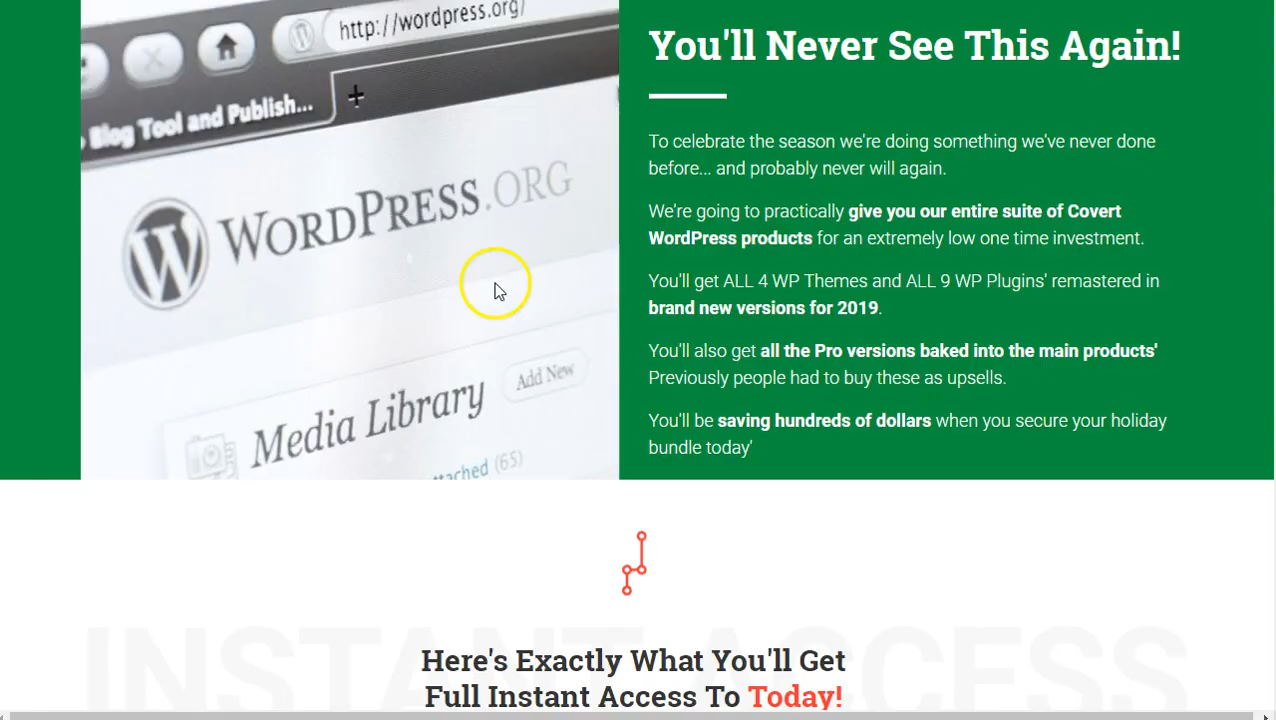 http://wordpress.org/
Blog Tool and Publish...
WORDPRESS.ORG
Media Library
Add New
attached (65)
You'll Never See This Again!
To celebrate the season we're doing something we've never done
before... and probably never will again.
We're going to practically give you our entire suite of Covert
WordPress products for an extremely low one time investment.
You'll get ALL 4 WP Themes and ALL 9 WP Plugins' remastered in
brand new versions for 2019.
You'll also get all the Pro versions baked into the main products'
Previously people had to buy these as upsells.
You'll be saving hundreds of dollars when you secure your holiday
bundle today'
INSTANT ACCESS
Here's Exactly What You'll Get
Full Instant Access To Today!